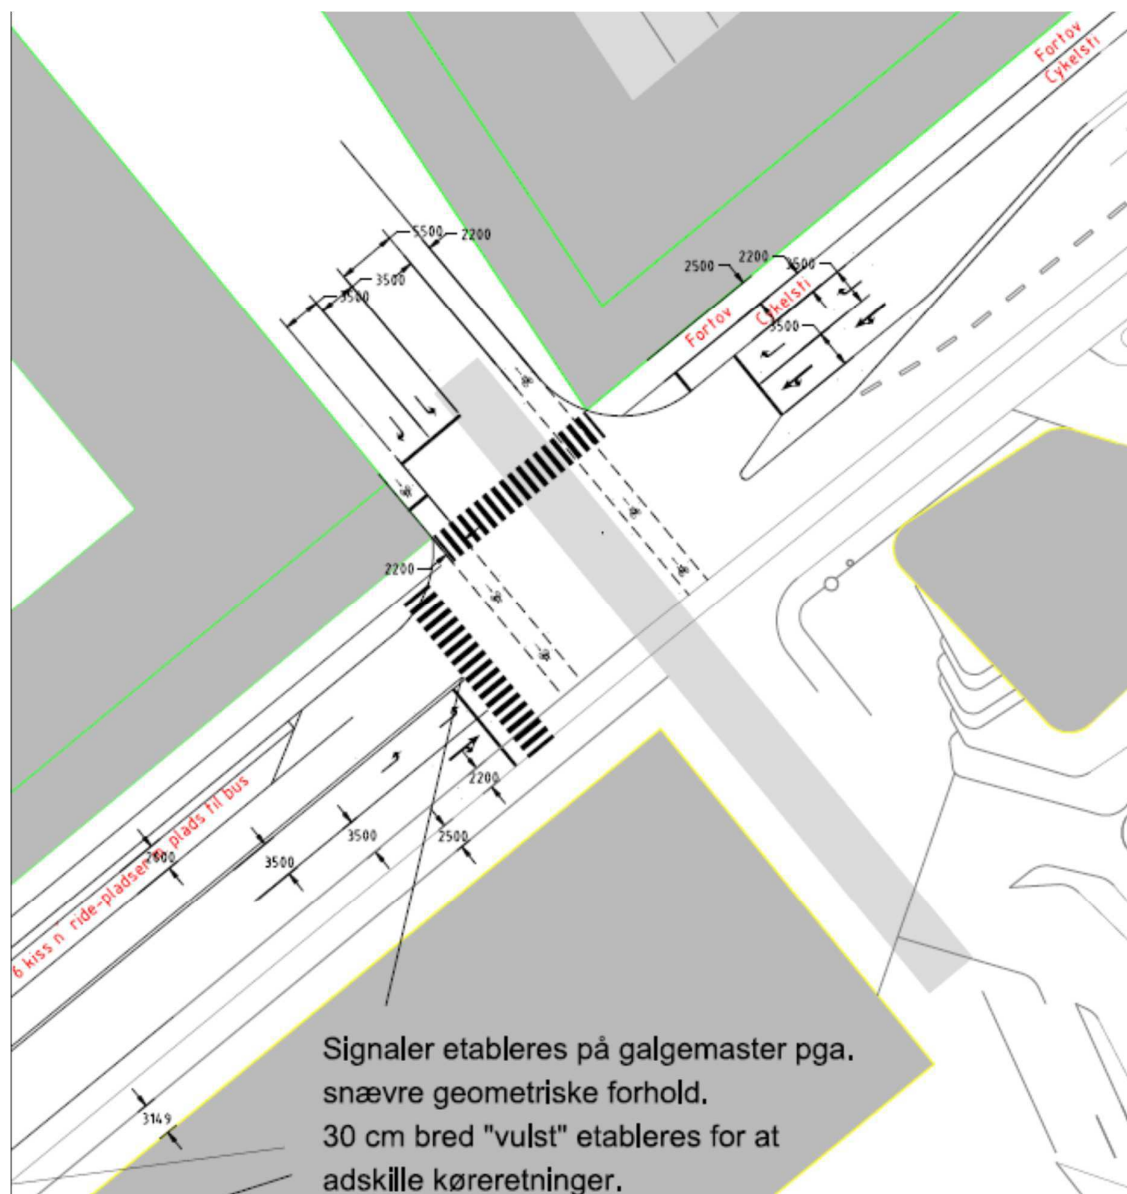 Fortov
Cykelsti
5500
2200
3500
3500
2500
2200
3500
Fortov
Cykelsti
3500
2200
2200
3500
2500
3500
6 kiss n ride-pladser m. plads til bus
3149
Signaler etableres på galgemaster pga.
snævre geometriske forhold.
30 cm bred "vulst" etableres for at
adskille køreretninger.